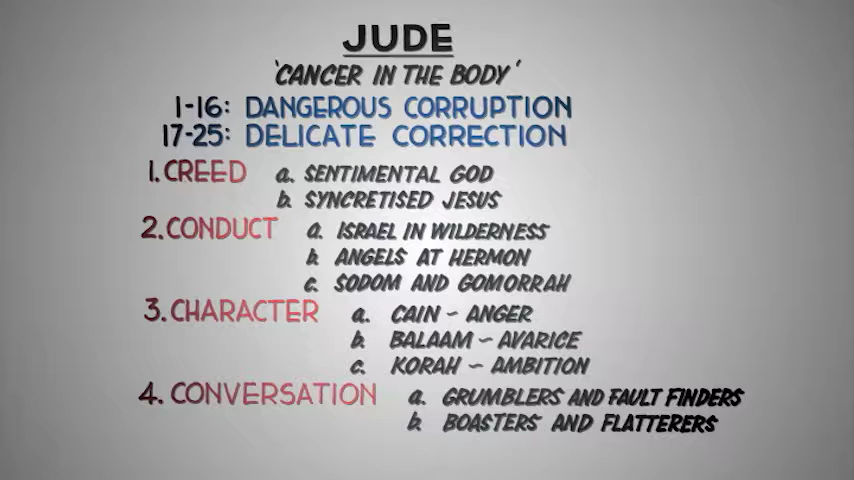 JUDE
'CANCER IN THE BODY'
1-16: DANGEROUS CORRUPTION
17-25: DELICATE CORRECTION
1. CREED a. SENTIMENTAL GOD
b. SYNCRETISED JESUS
2. CONDUCT a. ISRAEL IN WILDERNESS
b. ANGELS AT HERMON
c. SODOM AND GOMORRAH
3. CHARACTER a. CAIN ~ ANGER
b. BALAAM ~ AVARICE
c. KORAH ~ AMBITION
4. CONVERSATION a. GRUMBLERS AND FAULT FINDERS
b. BOASTERS AND FLATTERERS